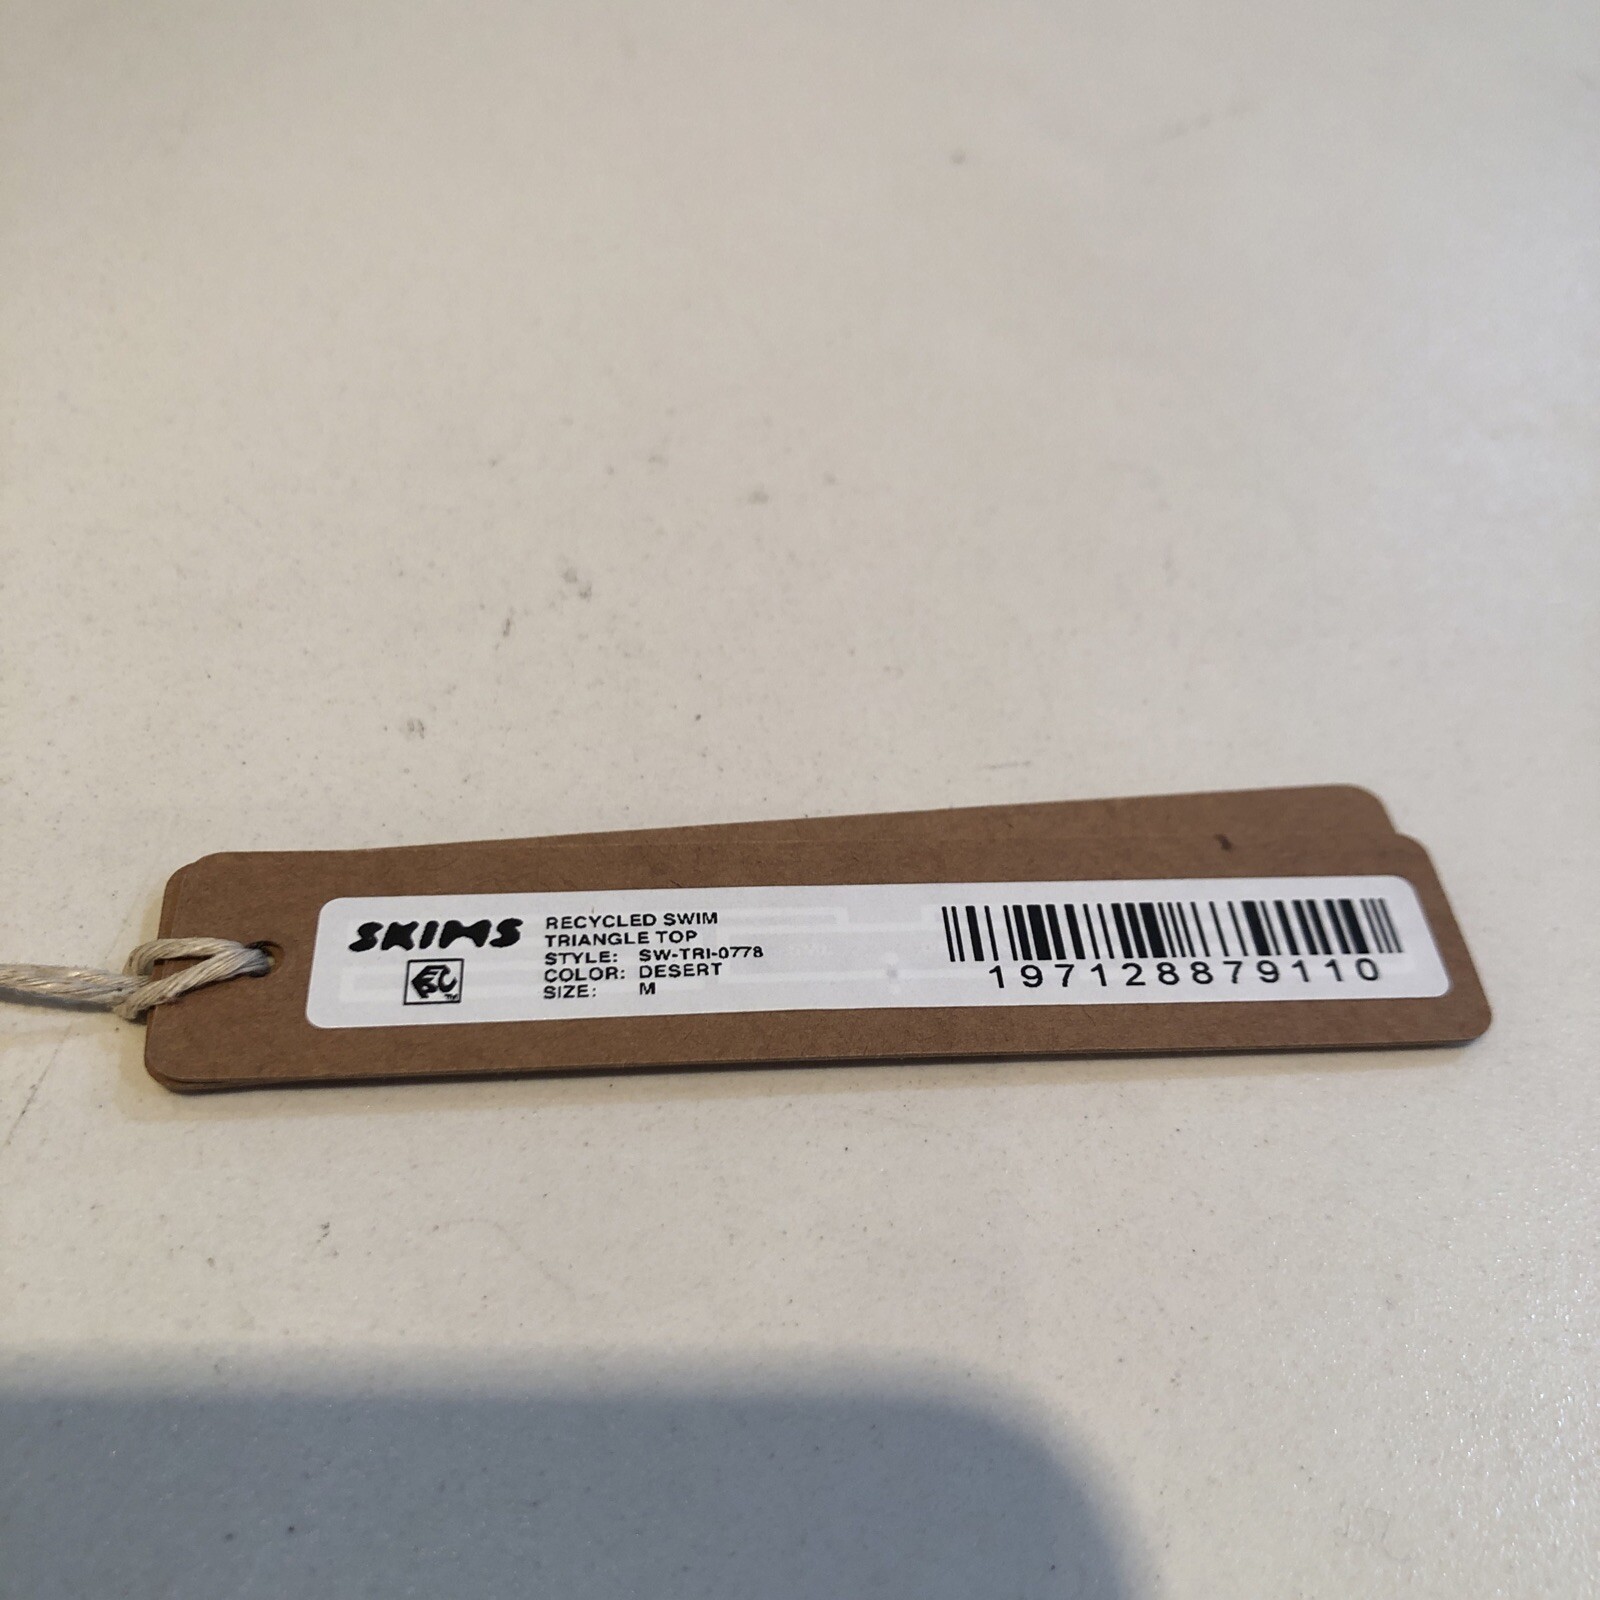 SKIMS
RECYCLED SWIM
TRIANGLE TOP
STYLE: SW-TRI-0778
COLOR: DESERT
SIZE: M
197128879110